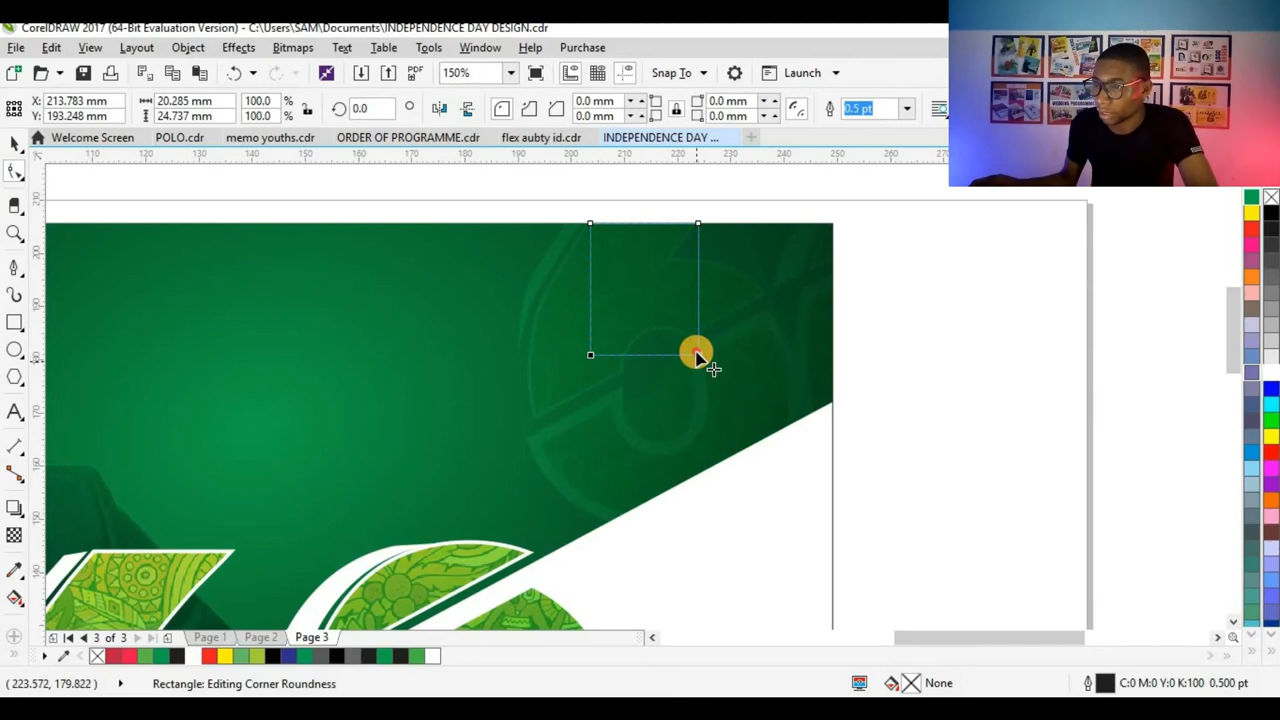 CorelDRAW 2017 (64-Bit Evaluation Version) - C:\Users\SAM\Documents\INDEPENDENCE DAY DESIGN.cdr
File Edit View Layout Object Effects Bitmaps Text Table Tools Window Help Purchase
PDF 150% Snap To Launch
X: 213.783 mm 20.285 mm 100.0 % 0.0 0.0 mm 0.0 mm 0.5 pt
Y: 193.248 mm 24.737 mm 100.0 % 0.0 mm 0.0 mm
Welcome Screen POLO.cdr memo youths.cdr ORDER OF PROGRAMME.cdr flex aubty id.cdr INDEPENDENCE DAY ...
110 120 130 140 150 160 170 180 190 200 210 220 230 240 250 260
3 of 3 Page 1 Page 2 Page 3
(223.572, 179.822) Rectangle: Editing Corner Roundness None C:0 M:0 Y:0 K:100 0.500 pt